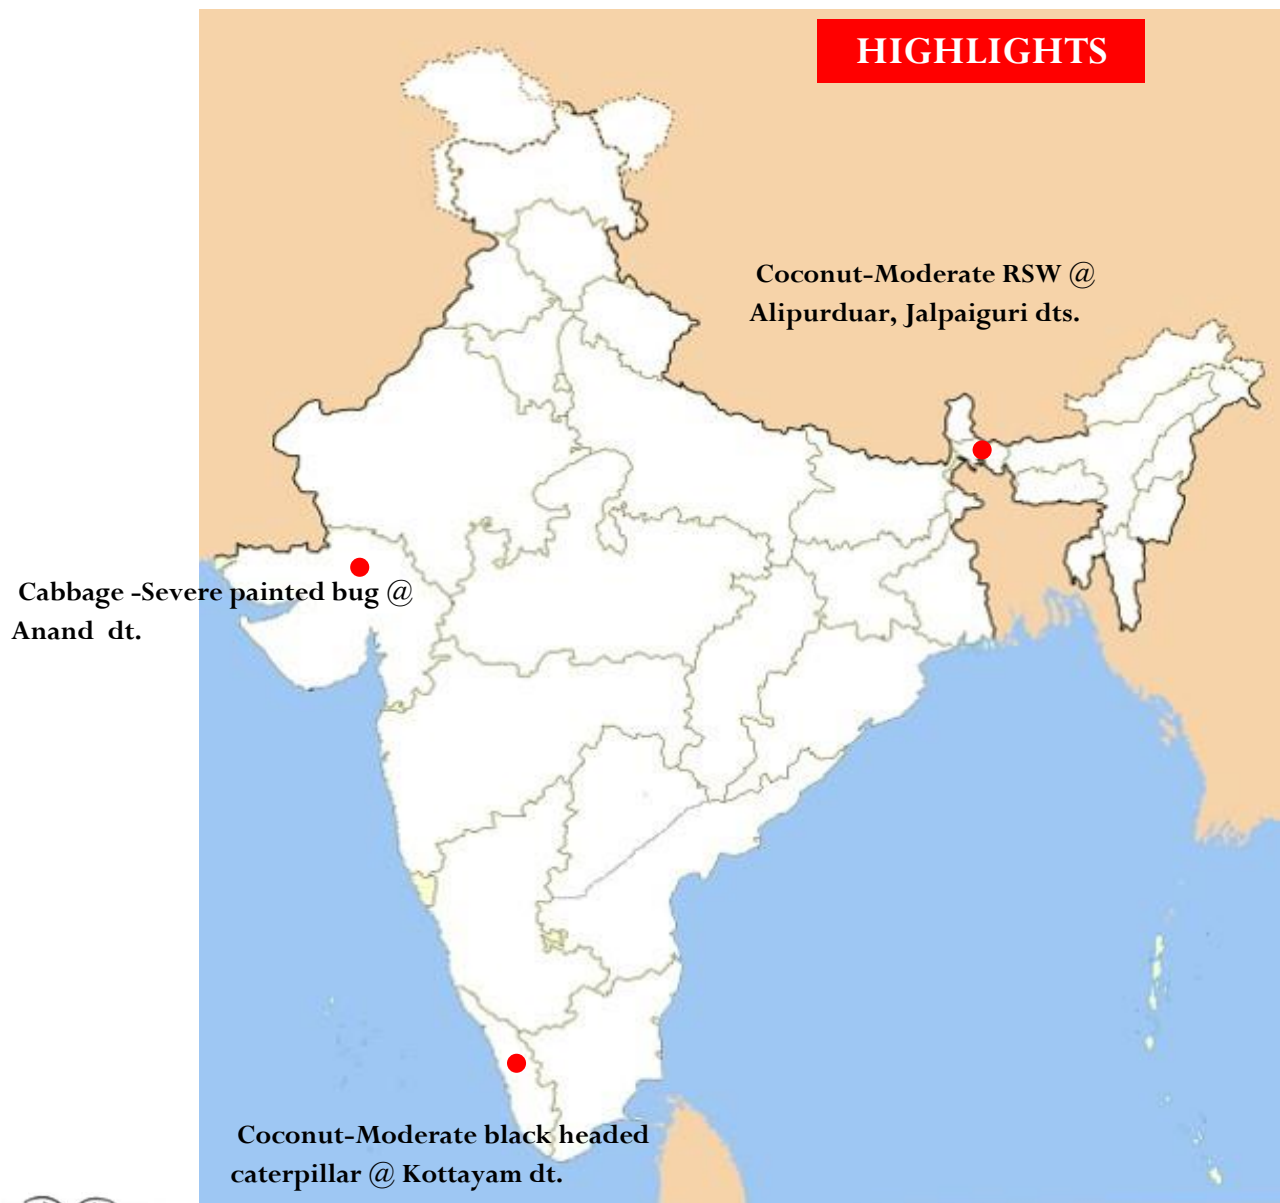 HIGHLIGHTS
Coconut-Moderate RSW @
Alipurduar, Jalpaiguri dts.
Cabbage -Severe painted bug @
Anand dt.
Coconut-Moderate black headed
caterpillar @ Kottayam dt.